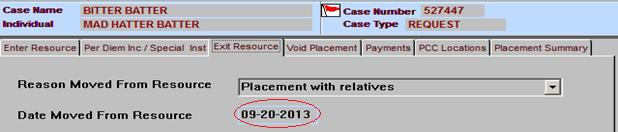 Case Name BITTER BATTER Case Number 527447
Individual MAD HATTER BATTER Case Type REQUEST
Enter Resource Per Diem Inc / Special Inst Exit Resource Void Placement Payments PCC Locations Placement Summary
Reason Moved From Resource Placement with relatives
Date Moved From Resource 09-20-2013